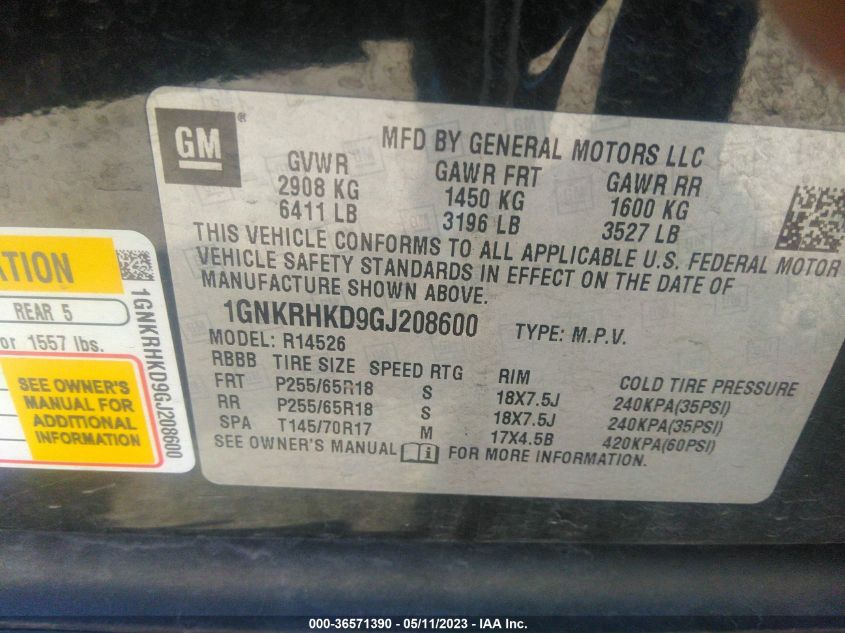 GM ®
MFD BY GENERAL MOTORS LLC
GVWR GAWR FRT GAWR RR
2908 KG 1450 KG 1600 KG
6411 LB 3196 LB 3527 LB
THIS VEHICLE CONFORMS TO ALL APPLICABLE U.S. FEDERAL MOTOR
VEHICLE SAFETY STANDARDS IN EFFECT ON THE DATE OF
MANUFACTURE SHOWN ABOVE.
1GNKRHKD9GJ208600 TYPE: M.P.V.
MODEL: R14526
RBBB TIRE SIZE SPEED RTG RIM COLD TIRE PRESSURE
FRT P255/65R18 S 18X7.5J 240KPA(35PSI)
RR P255/65R18 S 18X7.5J 240KPA(35PSI)
SPA T145/70R17 M 17X4.5B 420KPA(60PSI)
SEE OWNER'S MANUAL i FOR MORE INFORMATION.
ATION
REAR 5
or 1557 lbs.
SEE OWNER'S
MANUAL FOR
ADDITIONAL
INFORMATION
1GNKRHKD9GJ208600
000-36571390 - 05/11/2023 - IAA Inc.